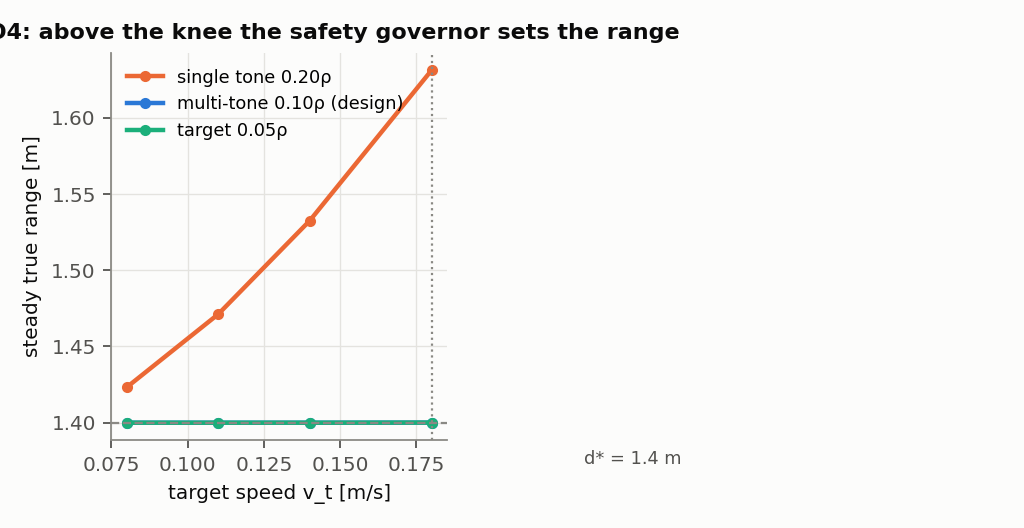 4: above the knee the safety governor sets the range
single tone 0.20ρ
multi-tone 0.10ρ (design)
target 0.05ρ
steady true range [m]
1.60
1.55
1.50
1.45
1.40
0.075 0.100 0.125 0.150 0.175
target speed v_t [m/s]
d* = 1.4 m